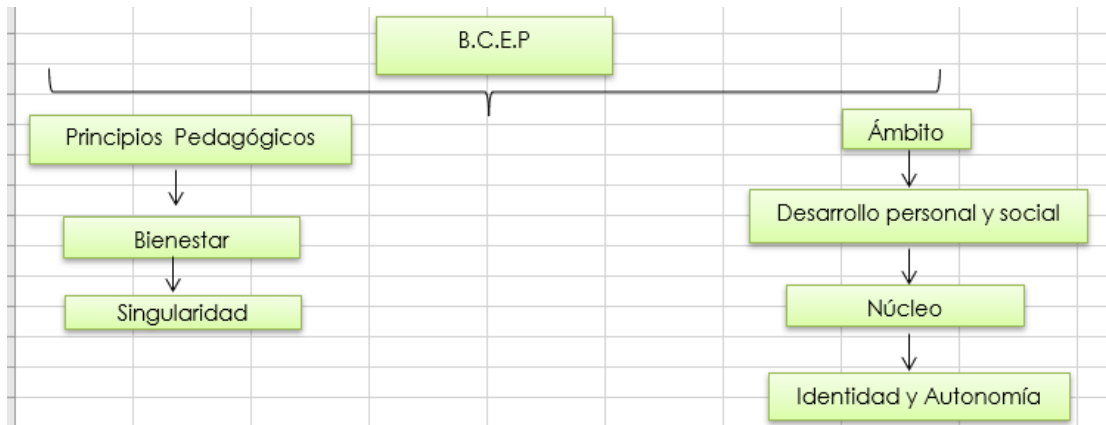 B.C.E.P
Principios Pedagógicos
Bienestar
Singularidad
Ámbito
Desarrollo personal y social
Núcleo
Identidad y Autonomía